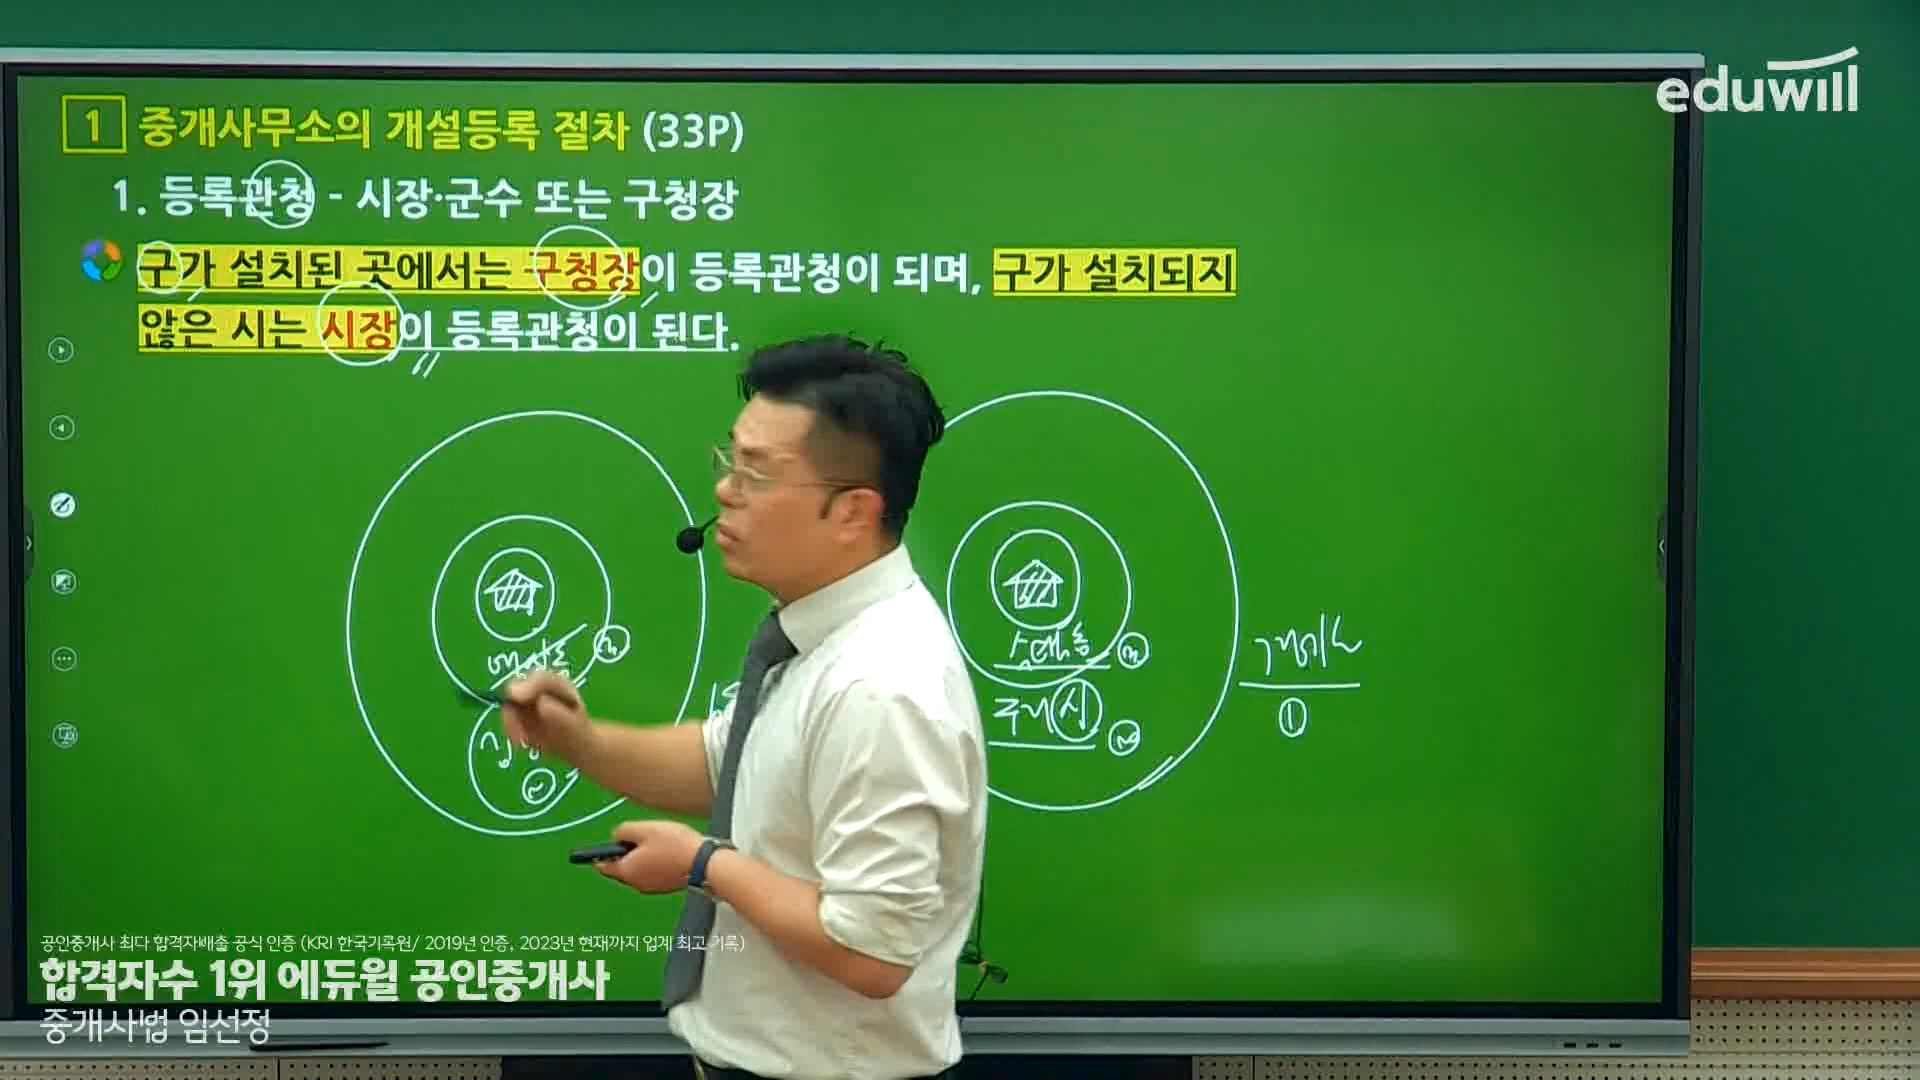 eduwill
1 중개사무소의 개설등록 절차 (33P)
1. 등록관청 - 시장·군수 또는 구청장
구가 설치된 곳에서는 구청장이 등록관청이 되며, 구가 설치되지
않은 시는 시장이 등록관청이 된다.
구리시
①
공인중개사 최다 합격자배출 공식 인증 (KRI 한국기록원/ 2019년 인증, 2023년 현재까지 업계 최고 기록)
합격자수 1위 에듀윌 공인중개사
중개사법 임선정